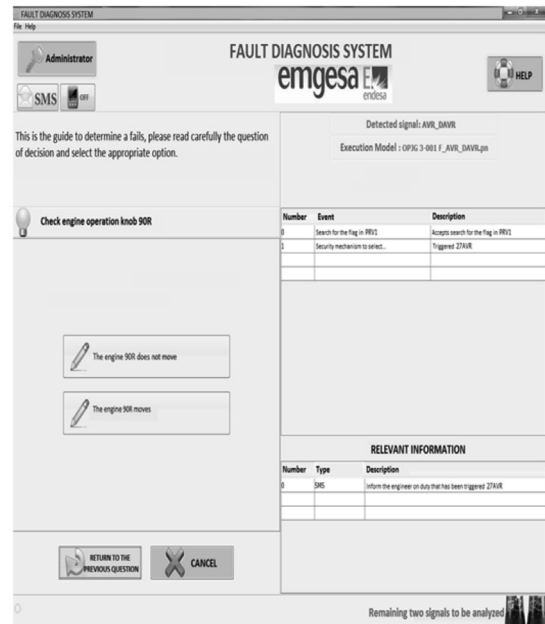 FAULT DIAGNOSIS SYSTEM
File Help
Administrator
FAULT DIAGNOSIS SYSTEM
emgesa
endesa
HELP
SMS
OFF
This is the guide to determine a fails, please read carefully the question
of decision and select the appropriate option.
Detected signal: AVR_DAVR
Execution Model : OPJG 3-001 F_AVR_DAVR.pn
Check engine operation knob 90R
Number Event Description
0 Search for the flag in PRV1 Accepts search for the flag in PRV1
1 Security mechanism to select... Triggered 27AVR
The engine 90R does not move
The engine 90R moves
RELEVANT INFORMATION
Number Type Description
0 SMS Inform the engineer on duty that has been triggered 27AVR
RETURN TO THE
PREVIOUS QUESTION
CANCEL
Remaining two signals to be analyzed